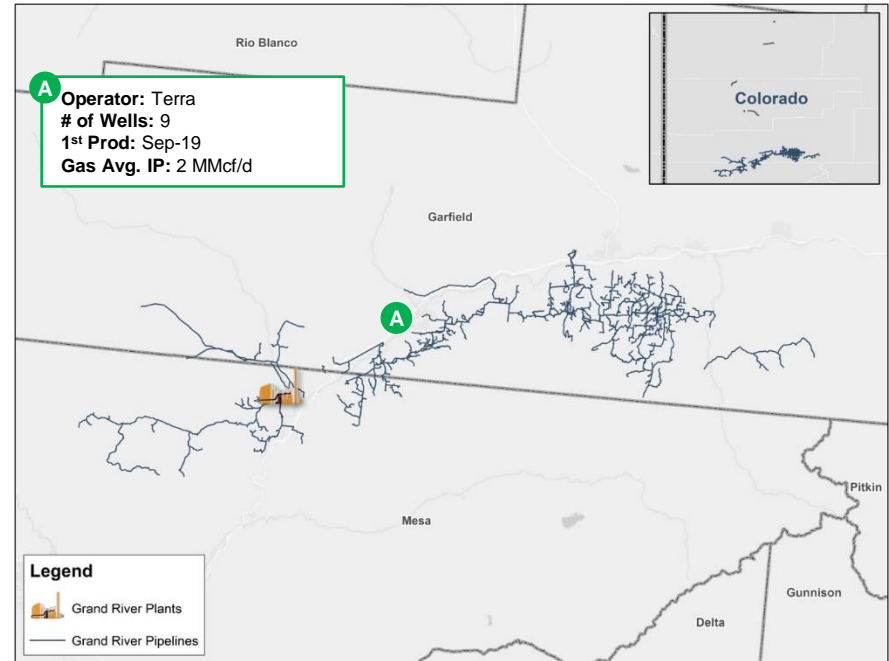 Rio Blanco
A
Operator: Terra
# of Wells: 9
1st Prod: Sep-19
Gas Avg. IP: 2 MMcf/d
Colorado
Garfield
A
Mesa
Pitkin
Gunnison
Delta
Legend
Grand River Plants
Grand River Pipelines